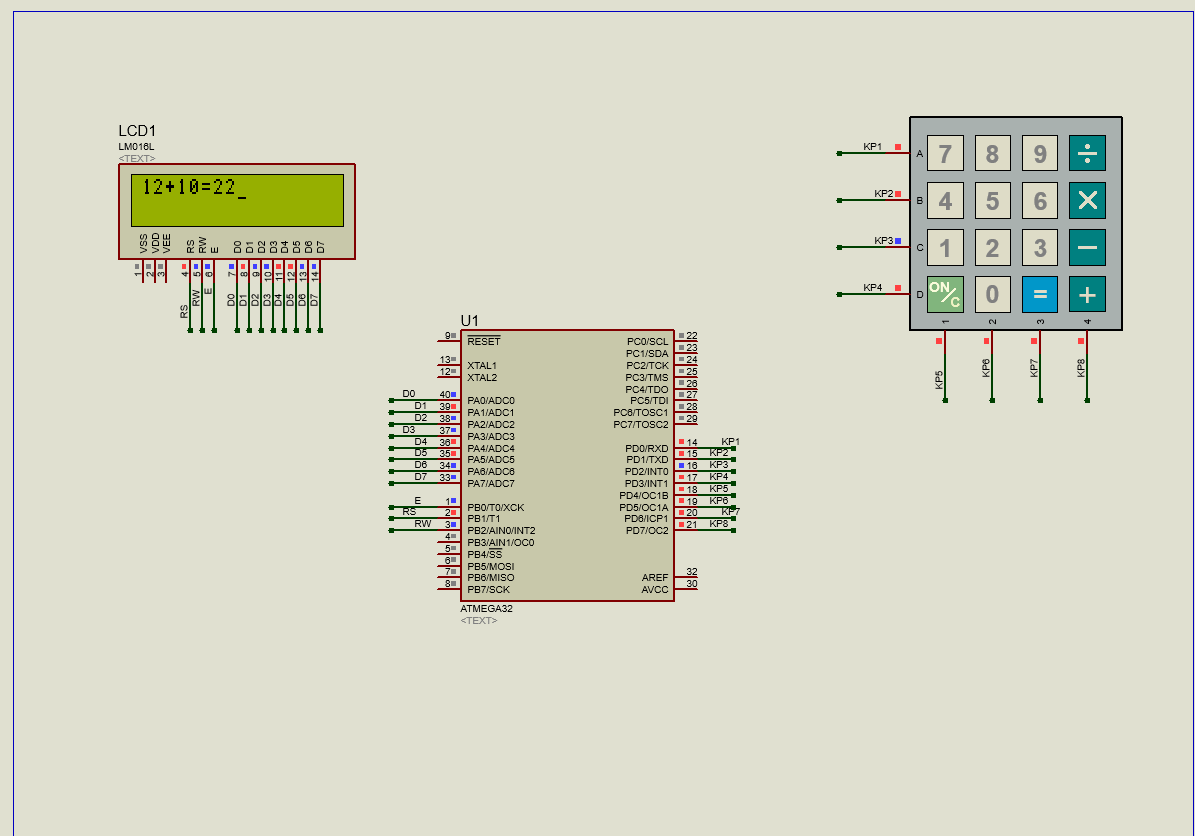 LCD1
LM016L
<TEXT>
12+10=22_
VSS VDD VEE RS RW E D0 D1 D2 D3 D4 D5 D6 D7
1 2 3 4 5 6 7 8 9 10 11 12 13 14
RS RW E D0 D1 D2 D3 D4 D5 D6 D7
KP1 A 7 8 9 ÷
KP2 B 4 5 6 ×
KP3 C 1 2 3 −
KP4 D ON/C 0 = +
1 2 3 4
KP5 KP6 KP7 KP8
U1
9 RESET PC0/SCL 22
PC1/SDA 23
13 XTAL1 PC2/TCK 24
12 XTAL2 PC3/TMS 25
PC4/TDO 26
D0 40 PA0/ADC0 PC5/TDI 27
D1 39 PA1/ADC1 PC6/TOSC1 28
D2 38 PA2/ADC2 PC7/TOSC2 29
D3 37 PA3/ADC3
D4 36 PA4/ADC4 PD0/RXD 14 KP1
D5 35 PA5/ADC5 PD1/TXD 15 KP2
D6 34 PA6/ADC6 PD2/INT0 16 KP3
D7 33 PA7/ADC7 PD3/INT1 17 KP4
PD4/OC1B 18 KP5
E 1 PB0/T0/XCK PD5/OC1A 19 KP6
RS 2 PB1/T1 PD6/ICP1 20 KP7
RW 3 PB2/AIN0/INT2 PD7/OC2 21 KP8
4 PB3/AIN1/OC0
5 PB4/SS
6 PB5/MOSI
7 PB6/MISO AREF 32
8 PB7/SCK AVCC 30
ATMEGA32
<TEXT>